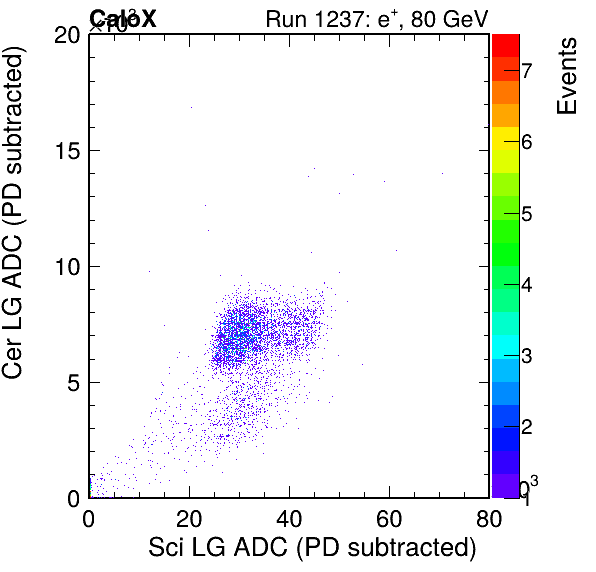 CaloX Run 1237: e+, 80 GeV
×10³
20
15
10
5
0
Cer LG ADC (PD subtracted)
0 20 40 60 80
Sci LG ADC (PD subtracted)
Events
7
6
5
4
3
2
1